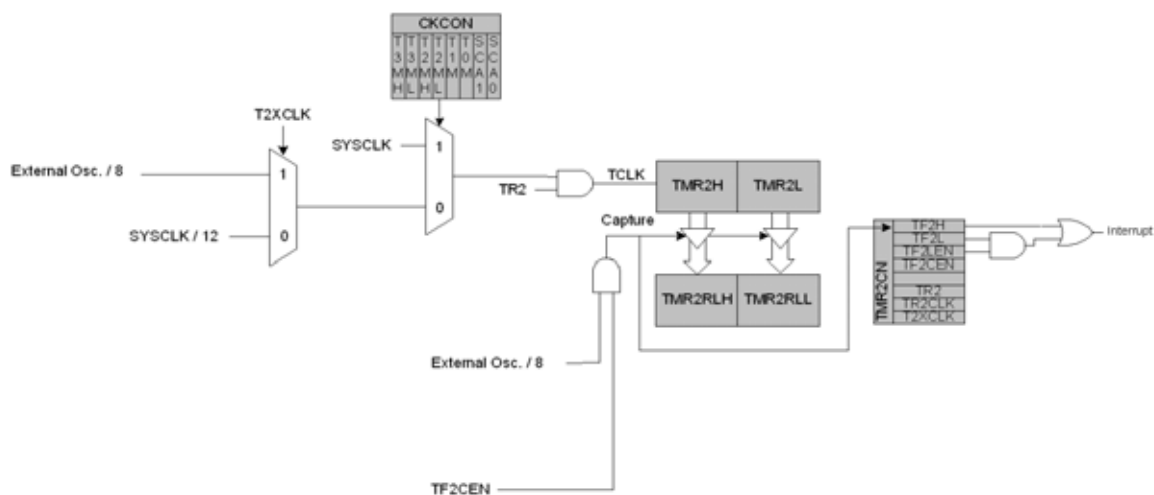 CKCON
T3MH T3ML T2MH T2ML T1M T0M SCA1 SCA0
T2XCLK
SYSCLK
1
External Osc. / 8
1
TR2
TCLK
TMR2H TMR2L
0
SYSCLK / 12
0
Capture
TF2H
TF2L
TF2LEN
TF2CEN
TR2
TR2CLK
T2XCLK
TMR2CN
Interrupt
TMR2RLH TMR2RLL
External Osc. / 8
TF2CEN